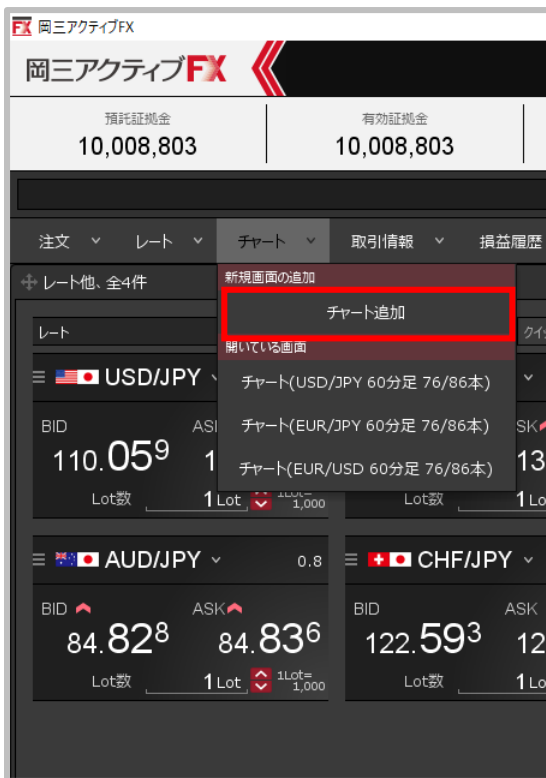 FX 岡三アクティブFX
岡三アクティブFX
預託証拠金
有効証拠金
10,008,803
10,008,803
注文 レート チャート 取引情報 損益履歴
レート他、全4件
新規画面の追加
チャート追加
レート
開いている画面
チャート(USD/JPY 60分足 76/86本)
チャート(EUR/JPY 60分足 76/86本)
チャート(EUR/USD 60分足 76/86本)
USD/JPY
BID
110.059
1
13
Lot数 1 Lot 1Lot= 1,000
Lot数 1
AUD/JPY 0.8
CHF/JPY
BID ASK
BID ASK
84.828 84.836
122.593 12
Lot数 1 Lot 1Lot= 1,000
Lot数 1